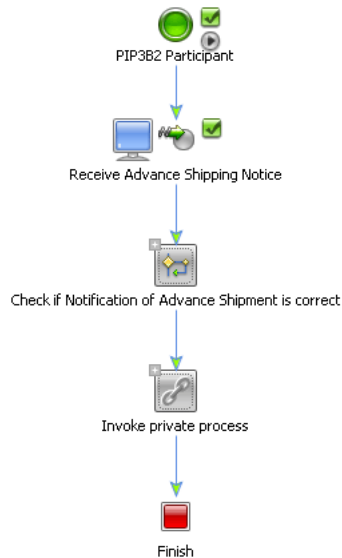 PIP3B2 Participant
Receive Advance Shipping Notice
Check if Notification of Advance Shipment is correct
Invoke private process
Finish